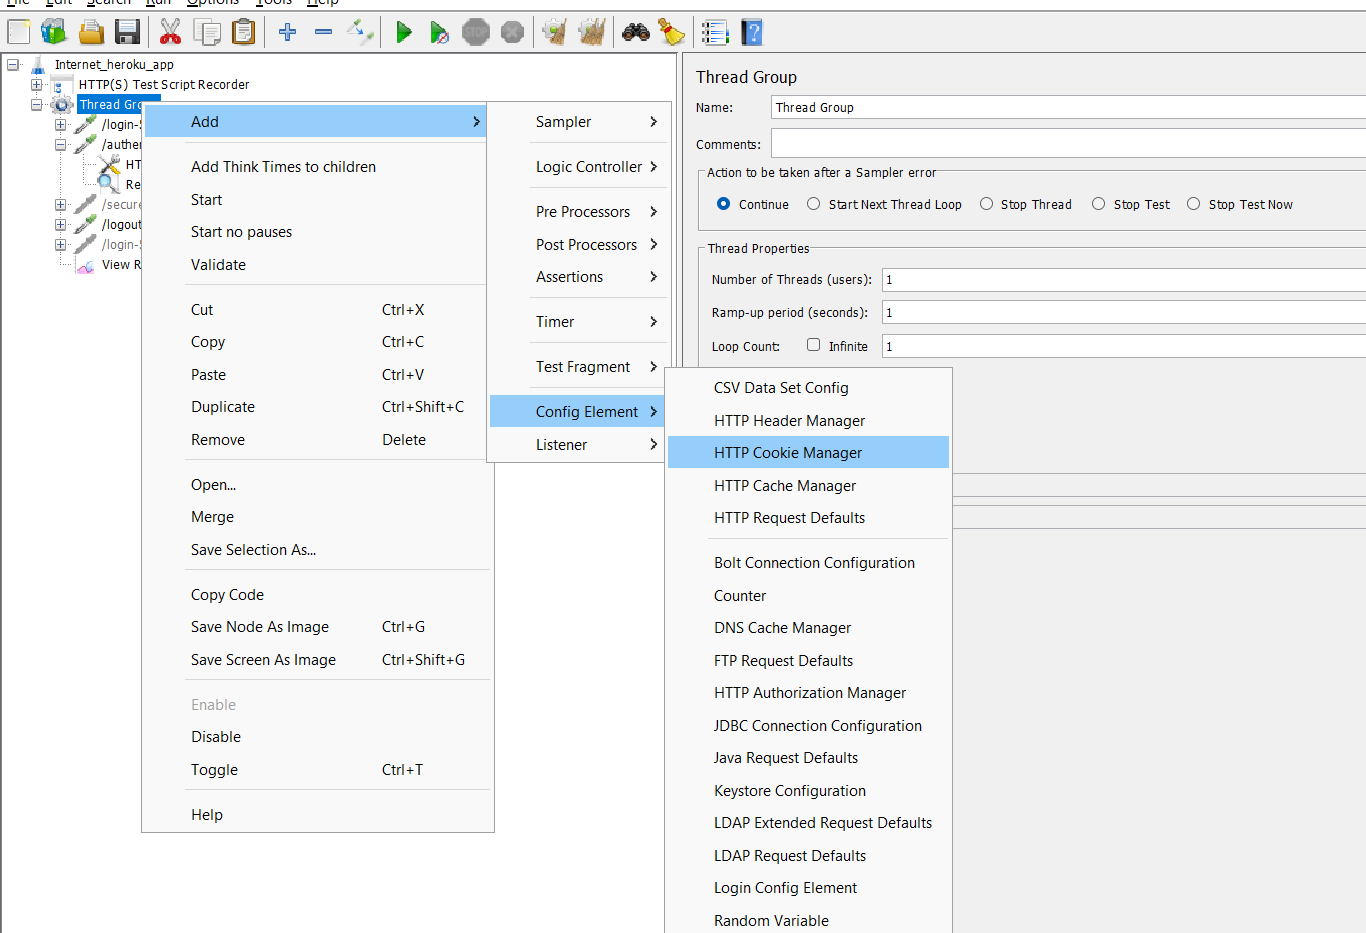 File Edit Search Run Options Tools Help
Internet_heroku_app
HTTP(S) Test Script Recorder
Thread Gro
/login-S
/authen
HT
Re
/secure
/logout
/login-S
View R
Add
Add Think Times to children
Start
Start no pauses
Validate
Cut Ctrl+X
Copy Ctrl+C
Paste Ctrl+V
Duplicate Ctrl+Shift+C
Remove Delete
Open...
Merge
Save Selection As...
Copy Code
Save Node As Image Ctrl+G
Save Screen As Image Ctrl+Shift+G
Enable
Disable
Toggle Ctrl+T
Help
Sampler
Logic Controller
Pre Processors
Post Processors
Assertions
Timer
Test Fragment
Config Element
Listener
CSV Data Set Config
HTTP Header Manager
HTTP Cookie Manager
HTTP Cache Manager
HTTP Request Defaults
Bolt Connection Configuration
Counter
DNS Cache Manager
FTP Request Defaults
HTTP Authorization Manager
JDBC Connection Configuration
Java Request Defaults
Keystore Configuration
LDAP Extended Request Defaults
LDAP Request Defaults
Login Config Element
Random Variable
Thread Group
Name: Thread Group
Comments:
Action to be taken after a Sampler error
Continue Start Next Thread Loop Stop Thread Stop Test Stop Test Now
Thread Properties
Number of Threads (users): 1
Ramp-up period (seconds): 1
Loop Count: Infinite 1
STOP